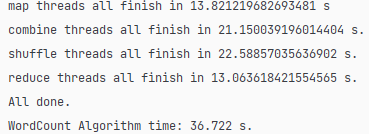 map threads all finish in 13.821219682693481 s
combine threads all finish in 21.150039196014404 s.
shuffle threads all finish in 22.58857035636902 s.
reduce threads all finish in 13.063618421554565 s.
All done.
WordCount Algorithm time: 36.722 s.